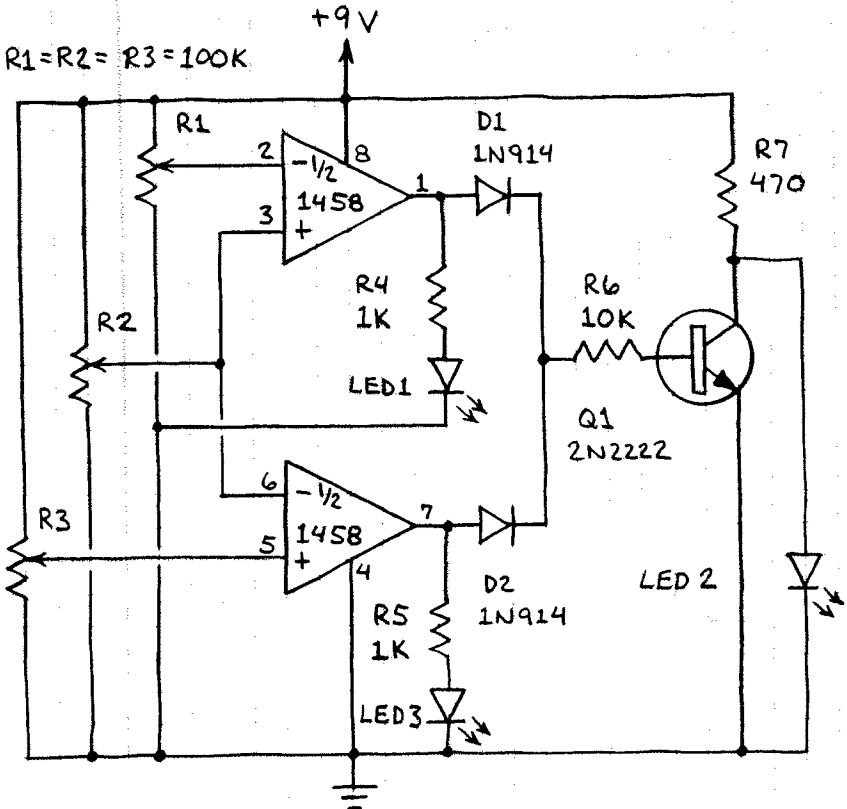 +9V
R1=R2= R3=100K
R1
D1
1N914
R7
470
2
-1/2
8
1458
1
3
+
R4
1K
R6
10K
R2
LED1
Q1
2N2222
6
-1/2
7
R3
1458
5
+
4
D2
1N914
LED 2
R5
1K
LED3